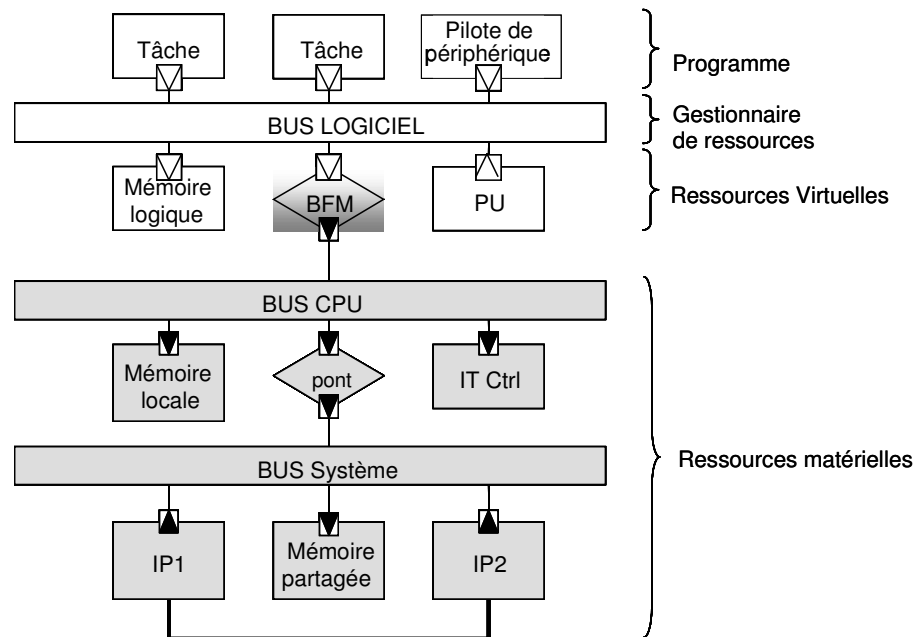 Tâche
Tâche
Pilote de
périphérique
Programme
BUS LOGICIEL
Gestionnaire
de ressources
Mémoire
logique
BFM
PU
Ressources Virtuelles
BUS CPU
Mémoire
locale
pont
IT Ctrl
Ressources matérielles
BUS Système
IP1
Mémoire
partagée
IP2